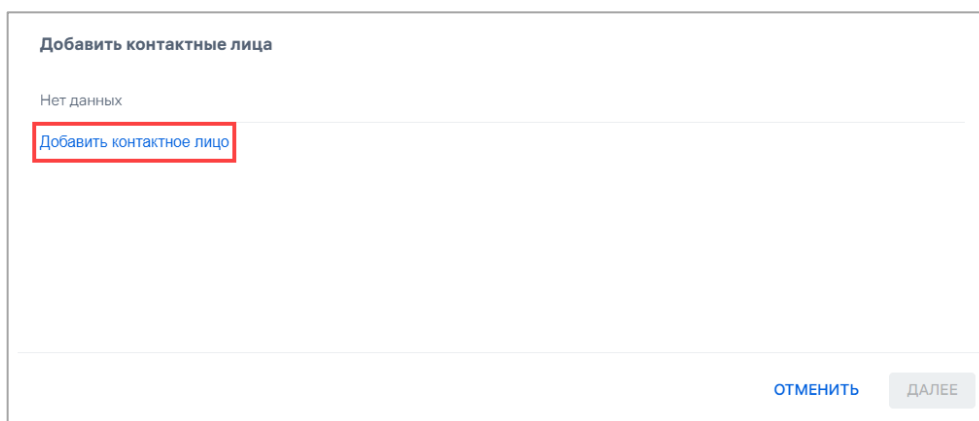 Добавить контактные лица
Нет данных
Добавить контактное лицо
ОТМЕНИТЬ ДАЛЕЕ